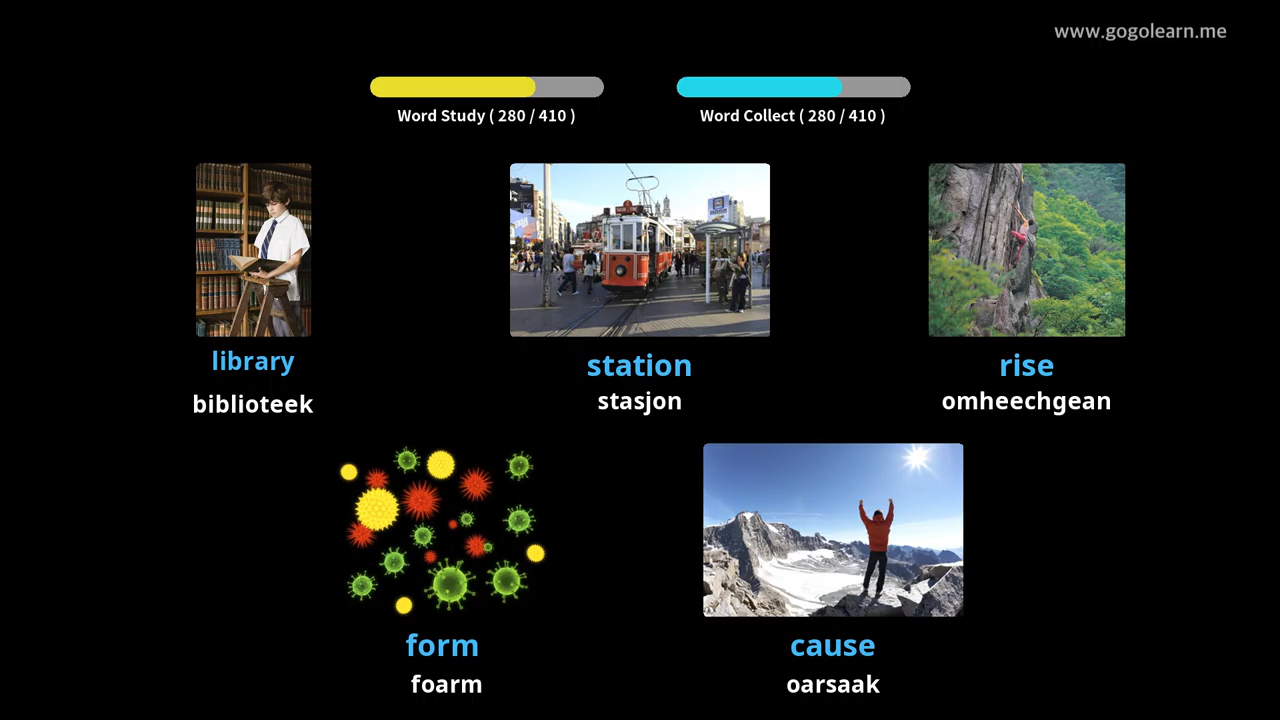 www.gogolearn.me
Word Study ( 280 / 410 )
Word Collect ( 280 / 410 )
library
biblioteek
station
stasjon
rise
omheechgean
form
foarm
cause
oarsaak